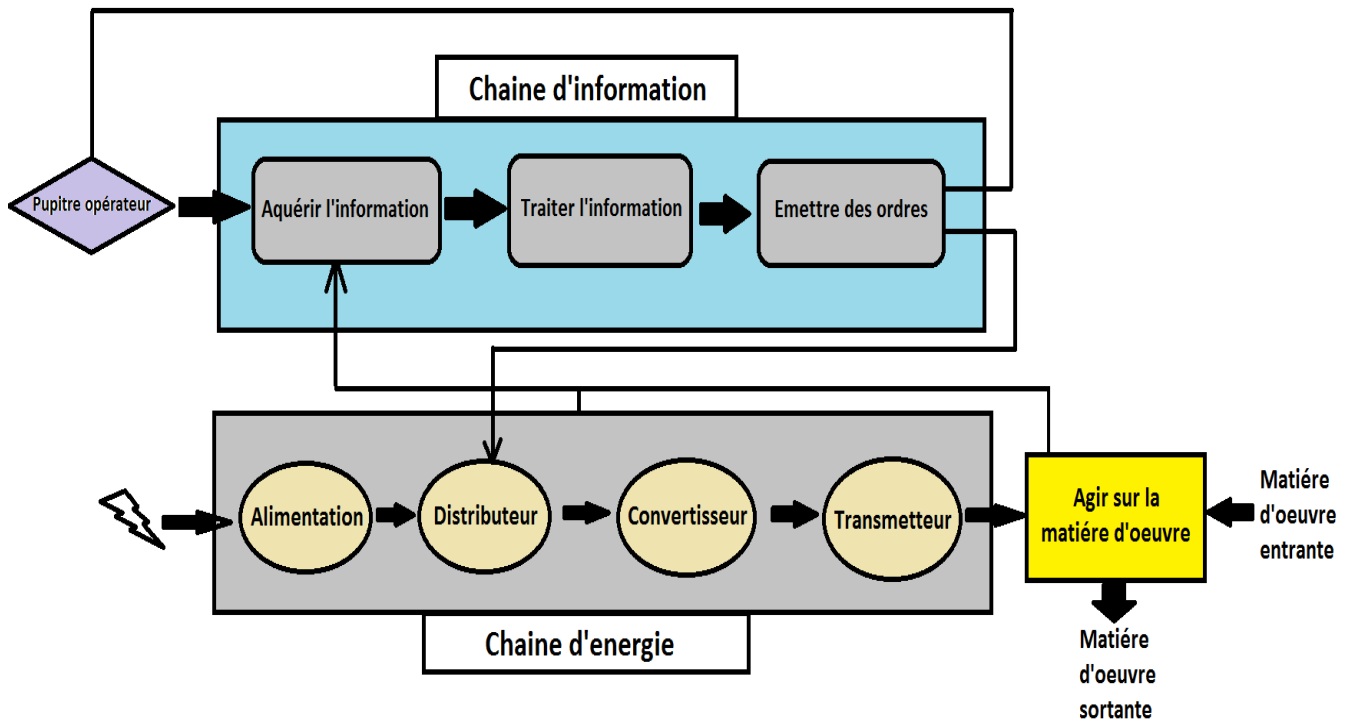 Chaine d'information
Pupitre opérateur
Aquérir l'information
Traiter l'information
Emettre des ordres
Alimentation
Distributeur
Convertisseur
Transmetteur
Agir sur la
matiére d'oeuvre
Matiére
d'oeuvre
entrante
Chaine d'energie
Matiére
d'oeuvre
sortante